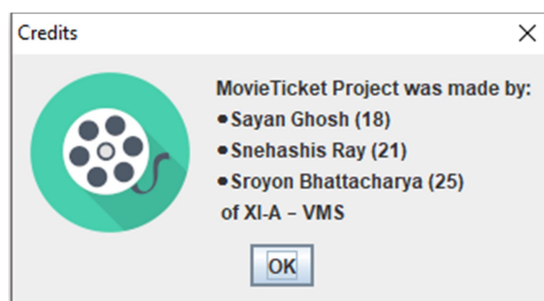 Credits
MovieTicket Project was made by:
•Sayan Ghosh (18)
•Snehashis Ray (21)
•Sroyon Bhattacharya (25)
of XI-A – VMS
OK